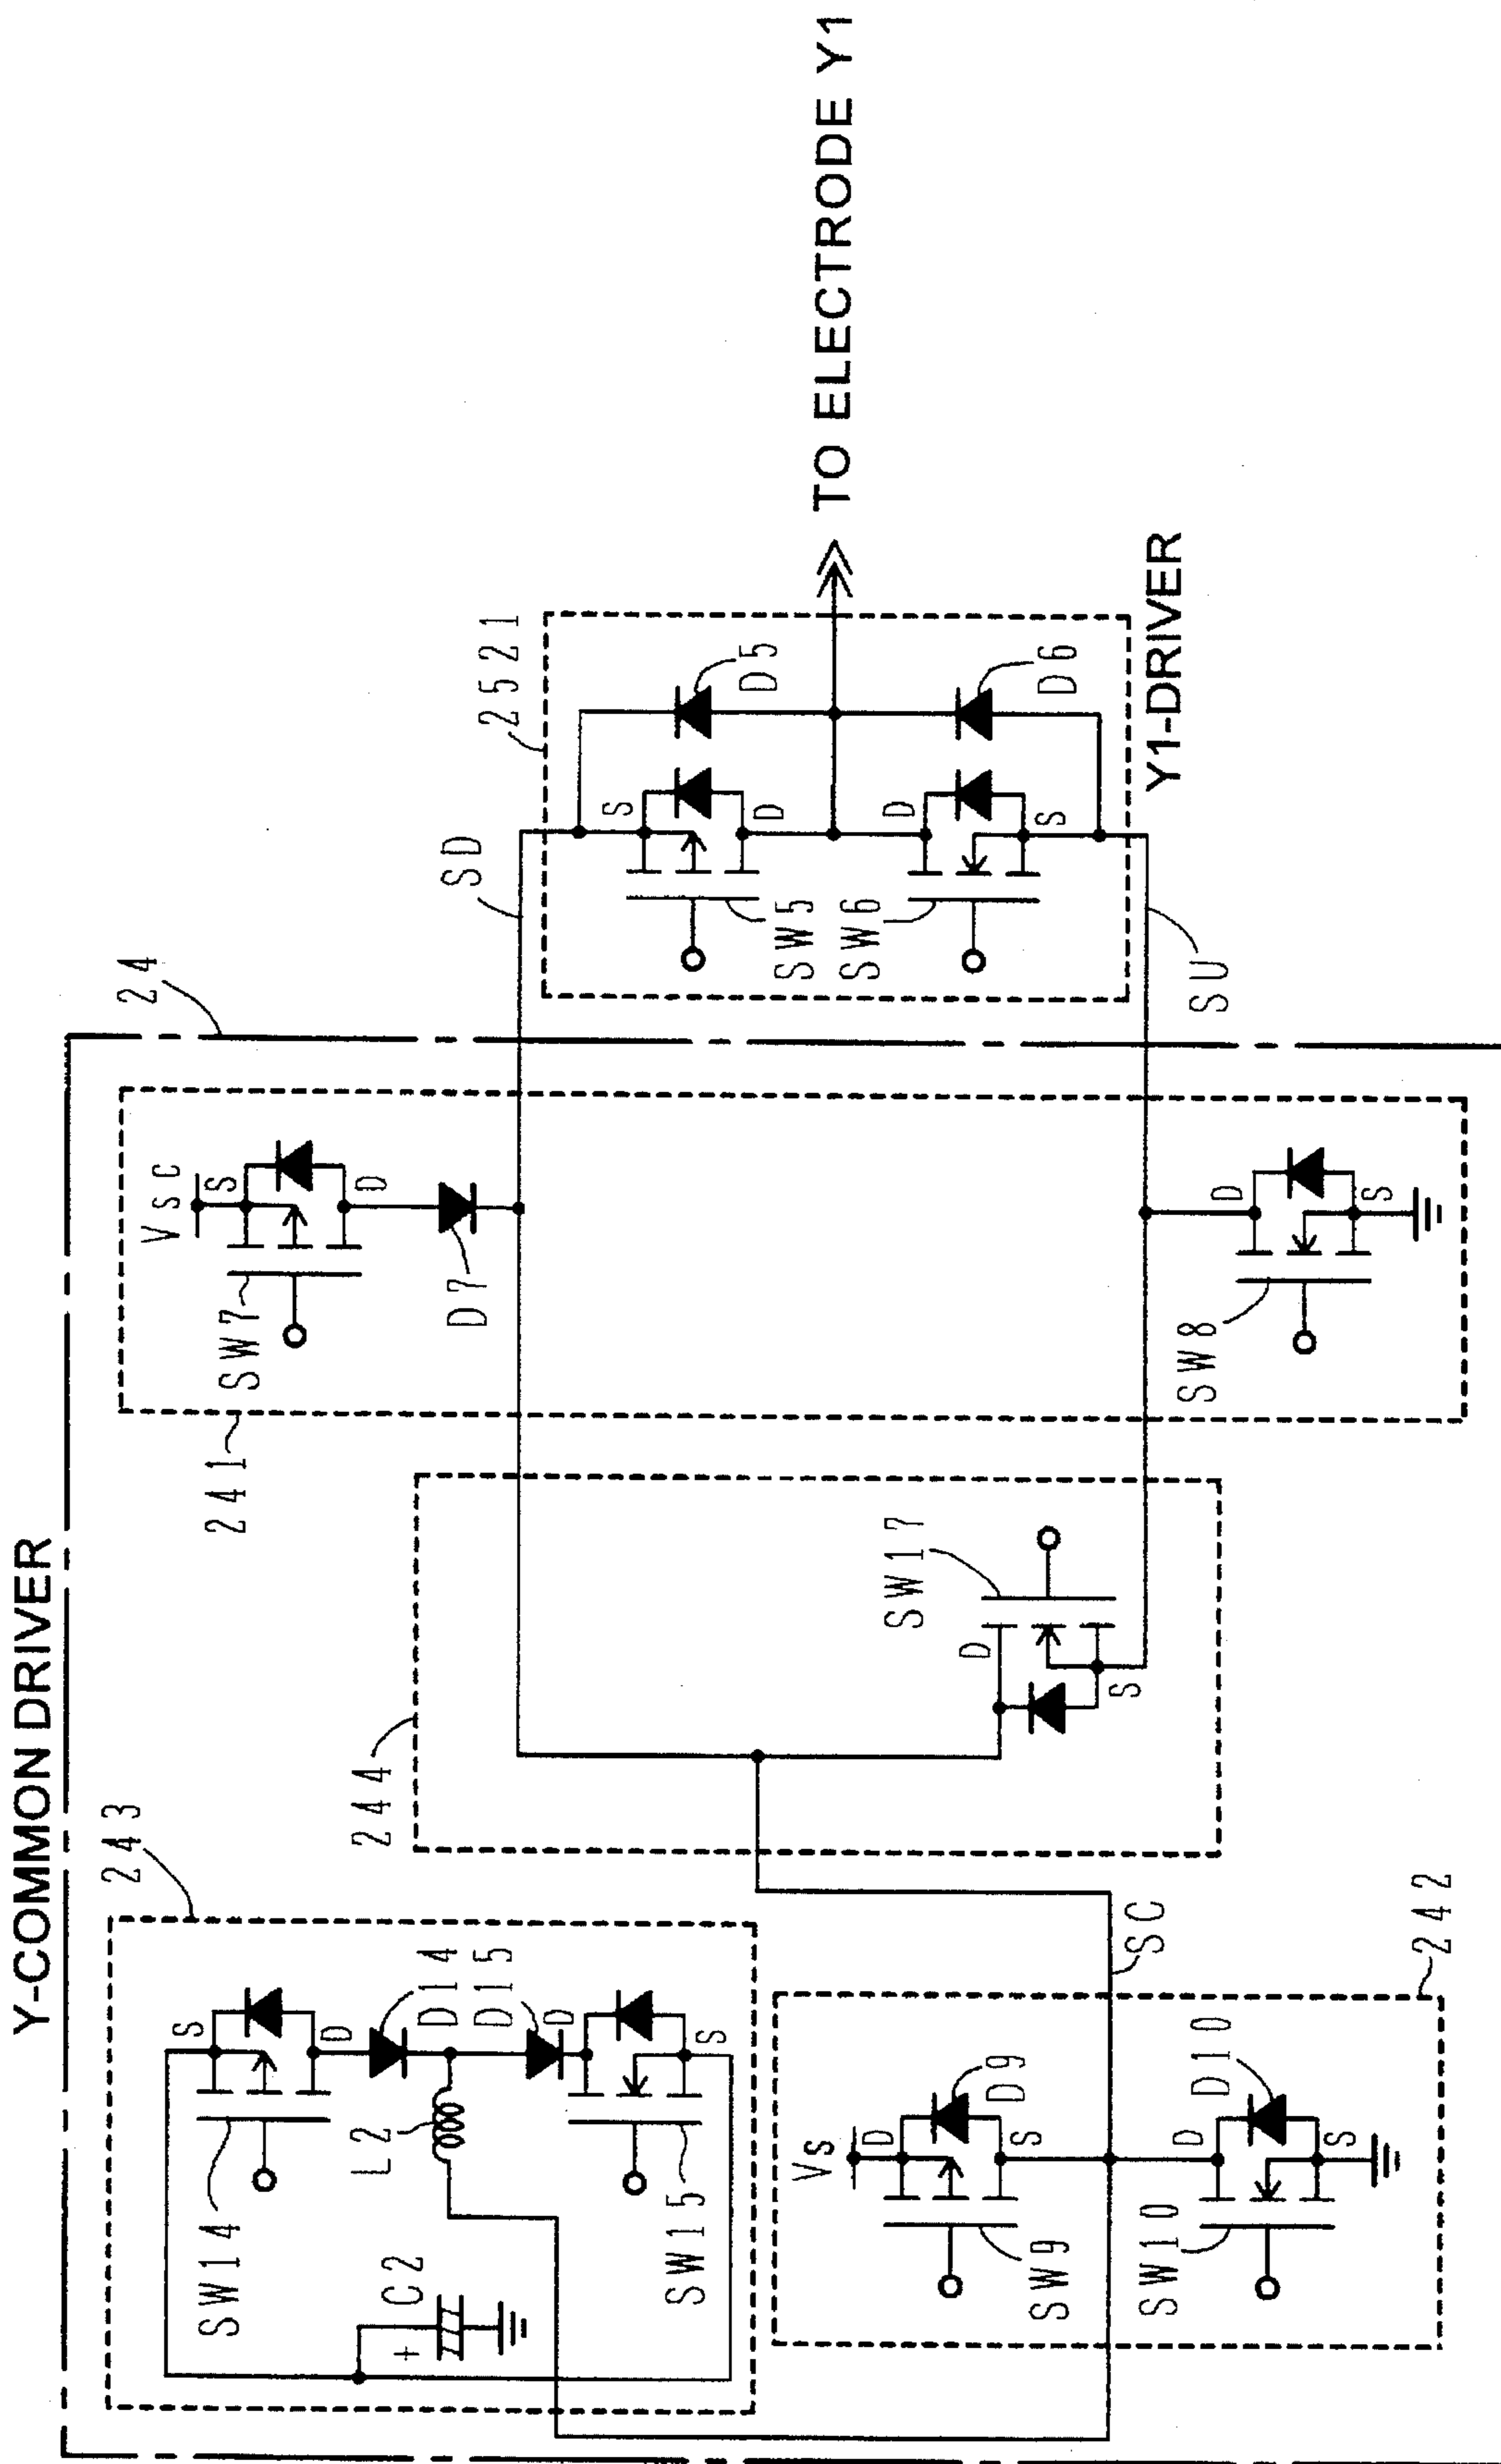 Y-COMMON DRIVER
24
243
SW14
S
D
D14
L2
D15
D
S
SW15
+
C2
242
Vs
D
D9
S
SW9
SC
D
D10
S
SW10
244
SW17
D
S
241
Vsc
S
D
SW7
D7
SW8
D
S
SD
SU
2521
S
D
D5
SW5
SW6
D
S
D6
Y1-DRIVER
TO ELECTRODE Y1